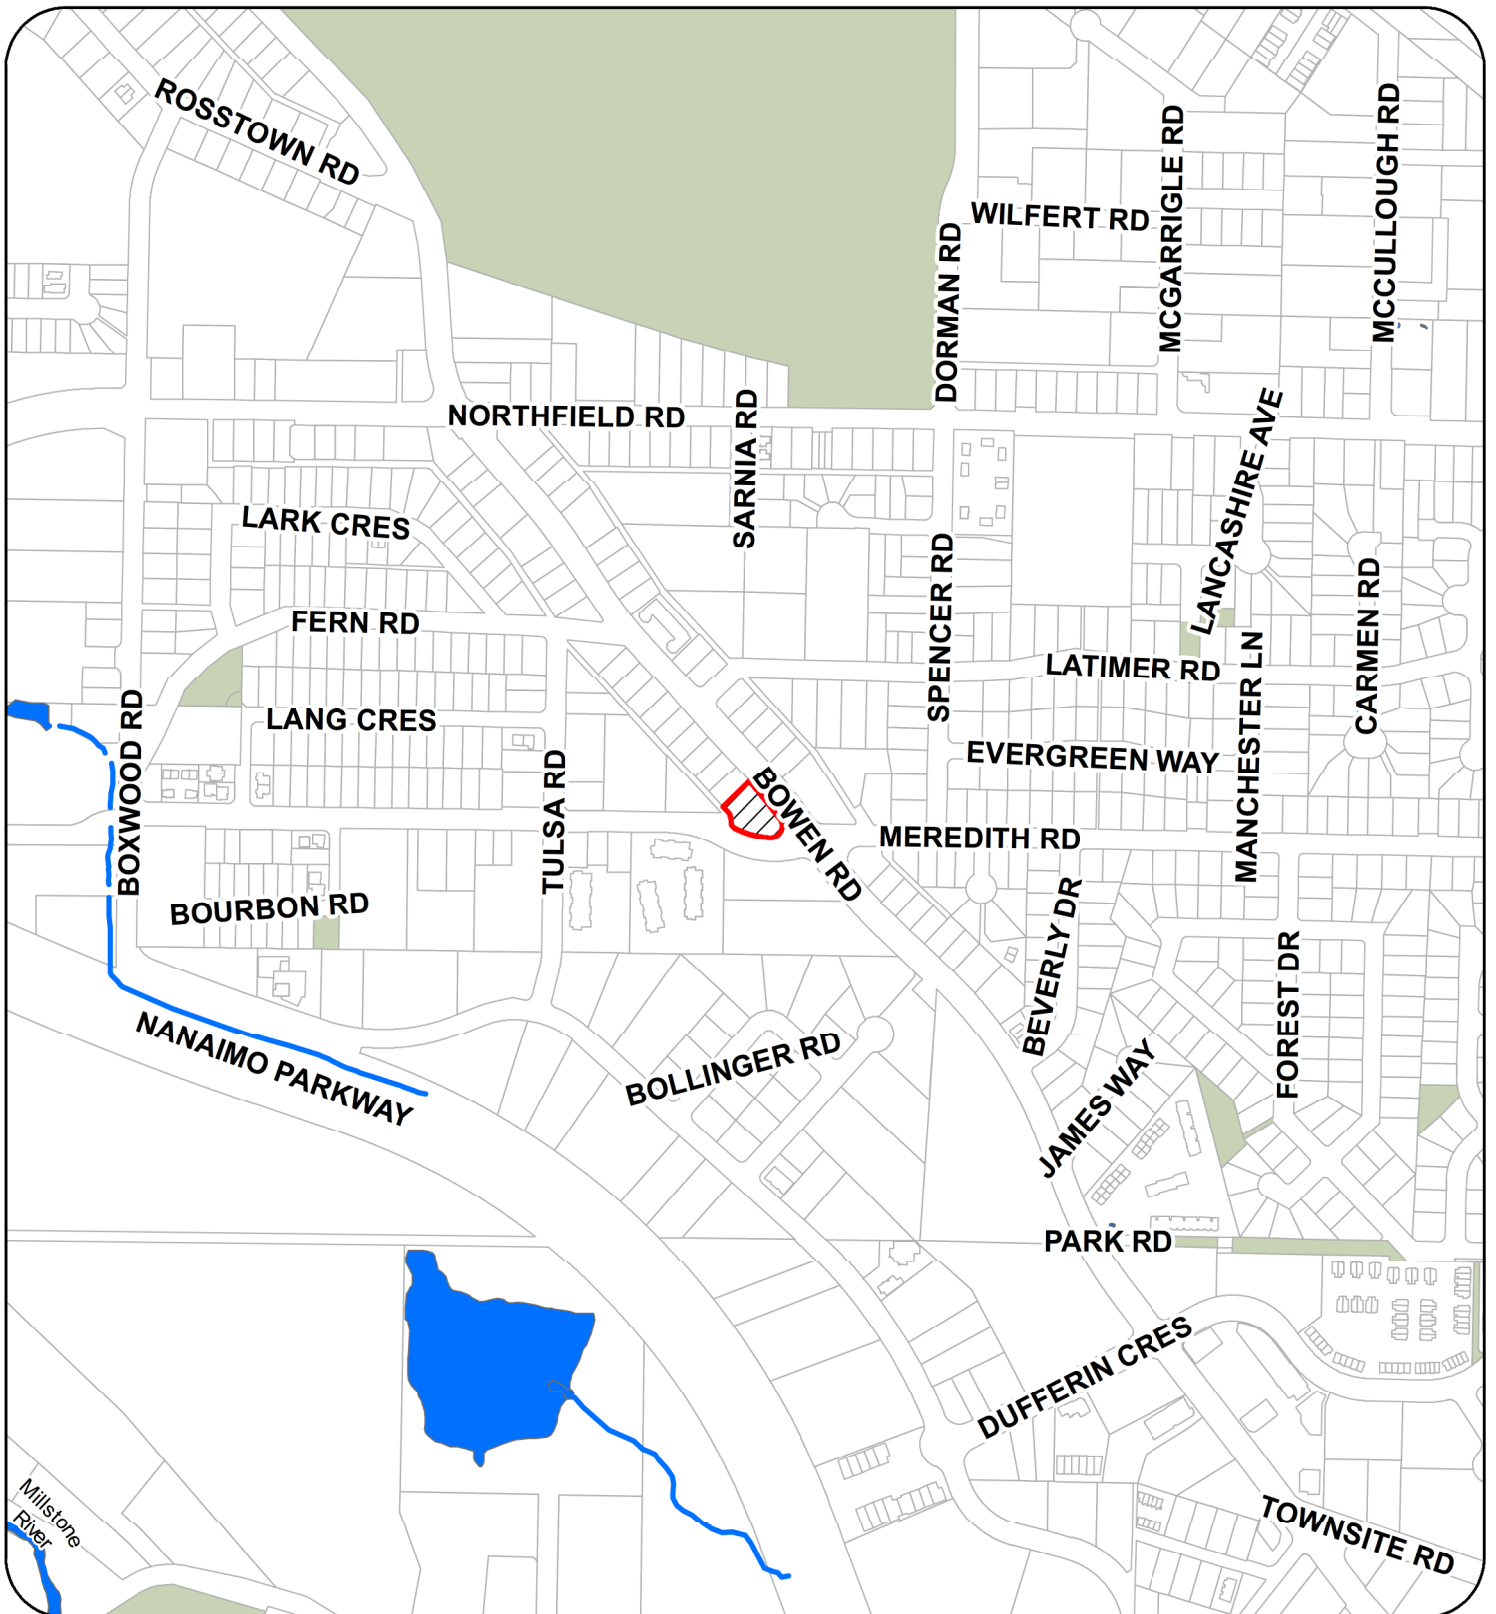 ROSSTOWN RD
WILFERT RD
MCGARRIGLE RD
MCCULLOUGH RD
DORMAN RD
NORTHFIELD RD
SARNIA RD
LANCASHIRE AVE
LARK CRES
SPENCER RD
CARMEN RD
FERN RD
LATIMER RD
MANCHESTER LN
LANG CRES
BOXWOOD RD
EVERGREEN WAY
TULSA RD
BOWEN RD
MEREDITH RD
BOURBON RD
BEVERLY DR
FOREST DR
NANAIMO PARKWAY
BOLLINGER RD
JAMES WAY
PARK RD
DUFFERIN CRES
Millstone
River
TOWNSITE RD